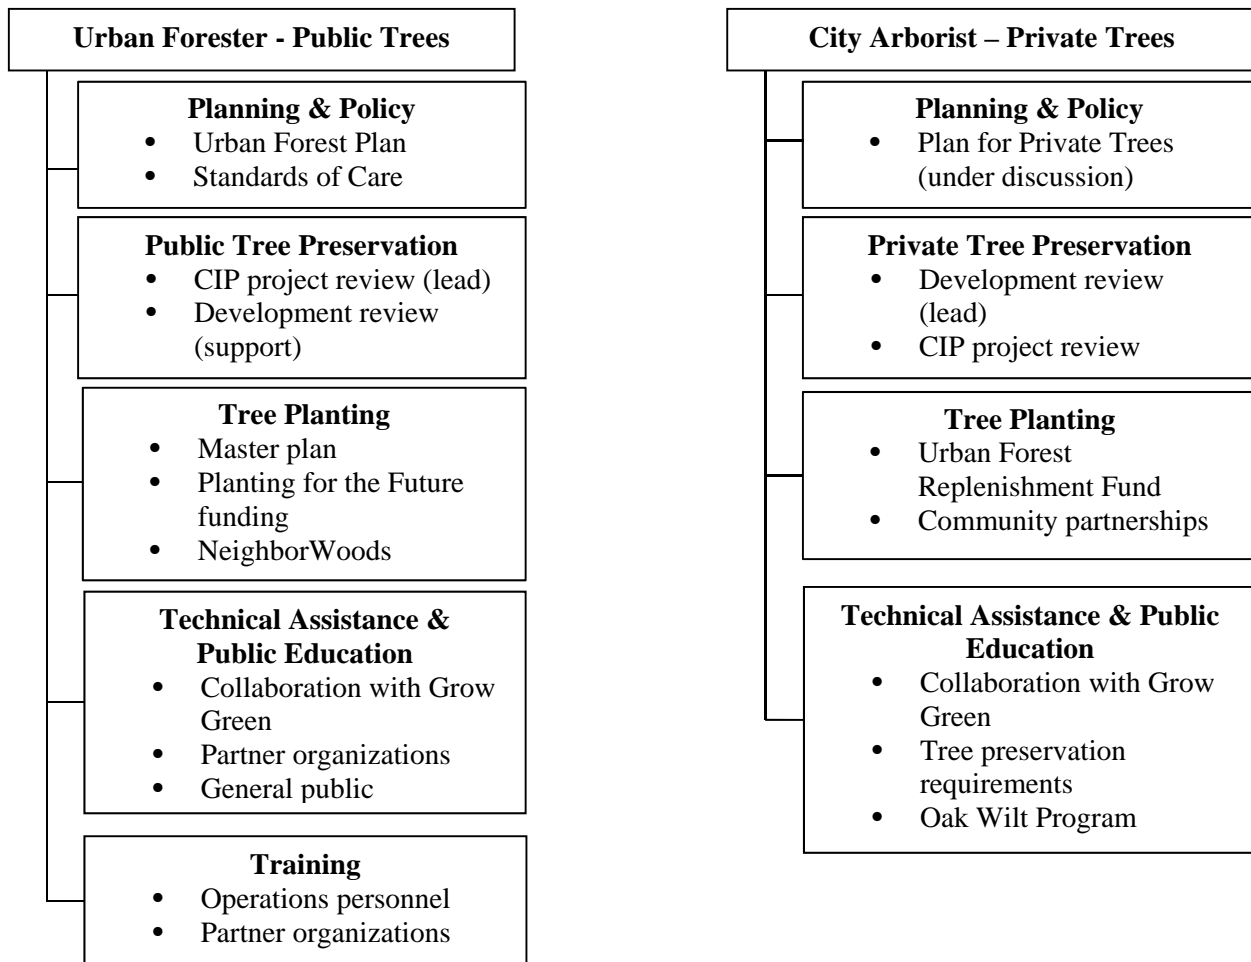 Urban Forester - Public Trees
Planning & Policy
• Urban Forest Plan
• Standards of Care
Public Tree Preservation
• CIP project review (lead)
• Development review
(support)
Tree Planting
• Master plan
• Planting for the Future
funding
• NeighborWoods
Technical Assistance &
Public Education
• Collaboration with Grow
Green
• Partner organizations
• General public
Training
• Operations personnel
• Partner organizations
City Arborist – Private Trees
Planning & Policy
• Plan for Private Trees
(under discussion)
Private Tree Preservation
• Development review
(lead)
• CIP project review
Tree Planting
• Urban Forest
Replenishment Fund
• Community partnerships
Technical Assistance & Public
Education
• Collaboration with Grow
Green
• Tree preservation
requirements
• Oak Wilt Program